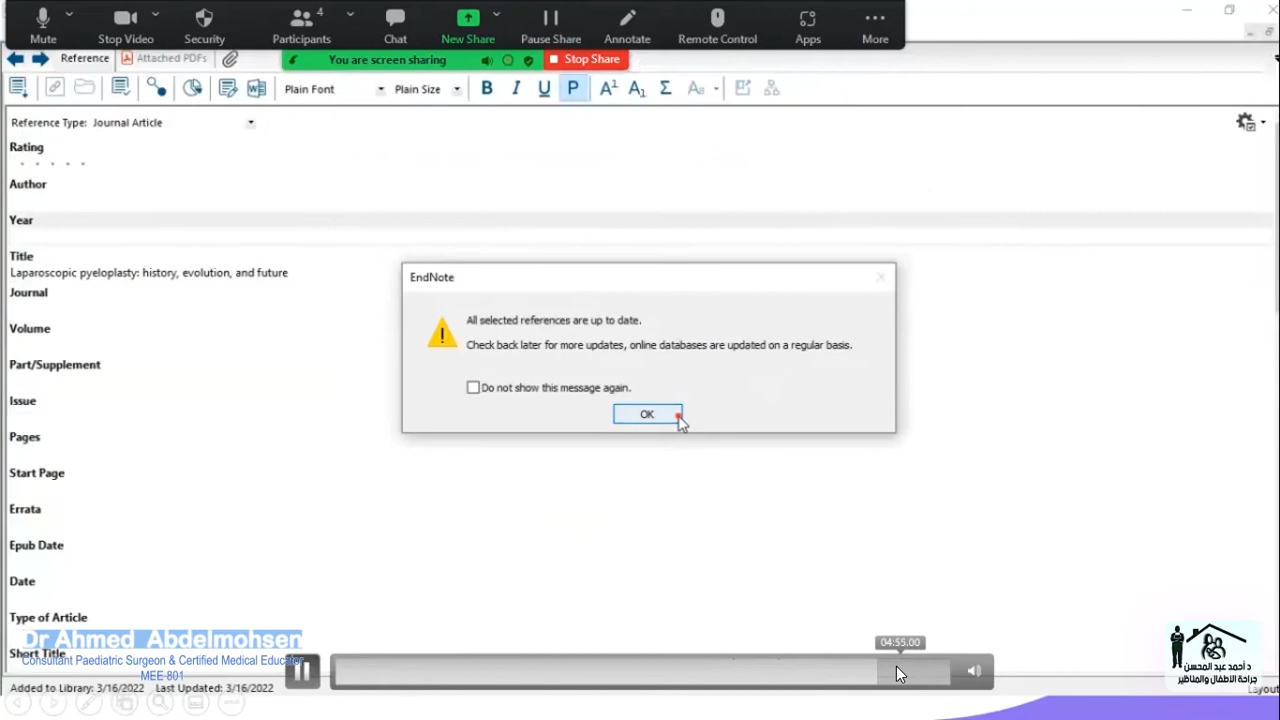 Mute
Stop Video
Security
Participants
4
Chat
New Share
Pause Share
Annotate
Remote Control
Apps
More
You are screen sharing
Stop Share
Reference
Attached PDFs
Plain Font
Plain Size
B I U P A¹ A₁ Σ Aa
Reference Type: Journal Article
Rating
Author
Year
Title
Laparoscopic pyeloplasty: history, evolution, and future
Journal
Volume
Part/Supplement
Issue
Pages
Start Page
Errata
Epub Date
Date
Type of Article
Short Title
EndNote
All selected references are up to date.
Check back later for more updates, online databases are updated on a regular basis.
Do not show this message again.
OK
Dr Ahmed Abdelmohsen
Consultant Paediatric Surgeon & Certified Medical Educator
MEE 801
04:55.00
Added to Library: 3/16/2022 Last Updated: 3/16/2022
د أحمد عبد المحسن
جراحة الاطفال والمناظير
Layout